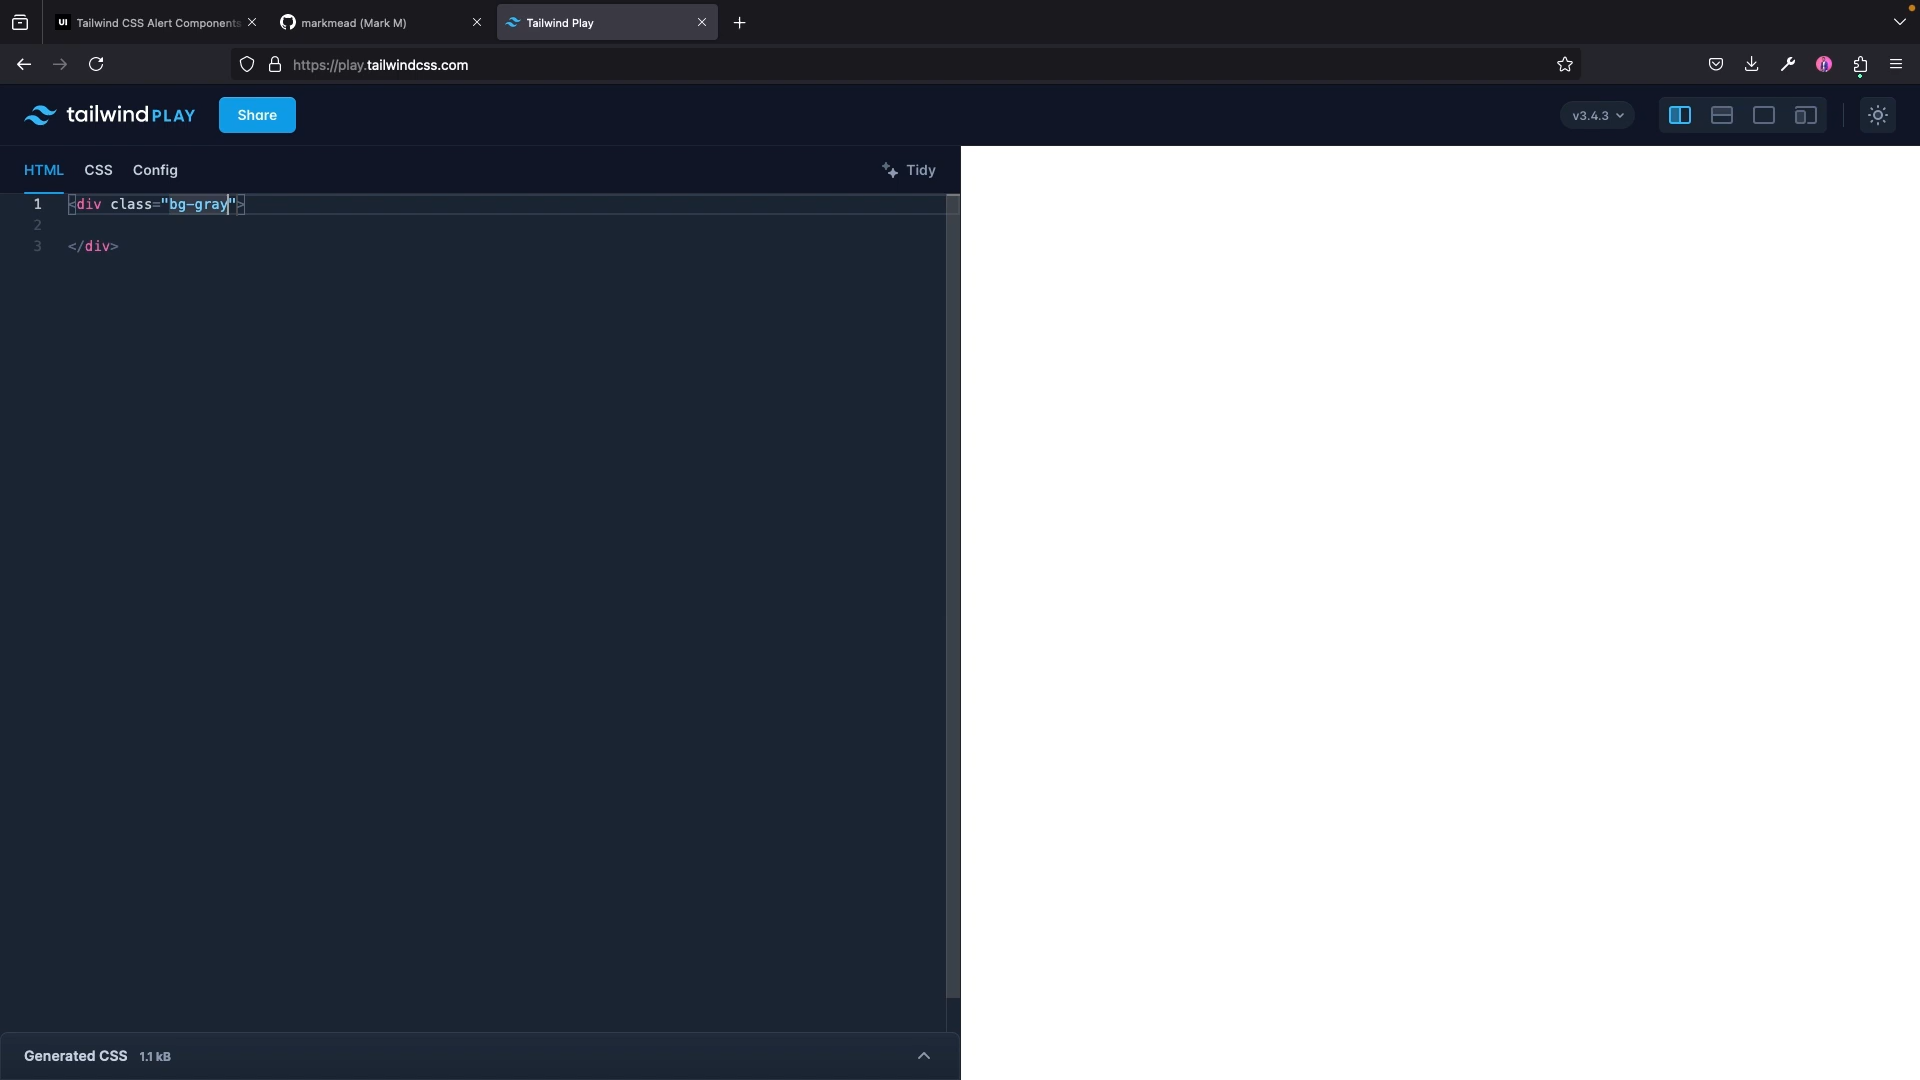 UI Tailwind CSS Alert Components markmead (Mark M) Tailwind Play
https://play.tailwindcss.com
tailwind PLAY Share v3.4.3
HTML CSS Config Tidy
1 <div class="bg-gray">
2
3 </div>
Generated CSS 1.1 kB